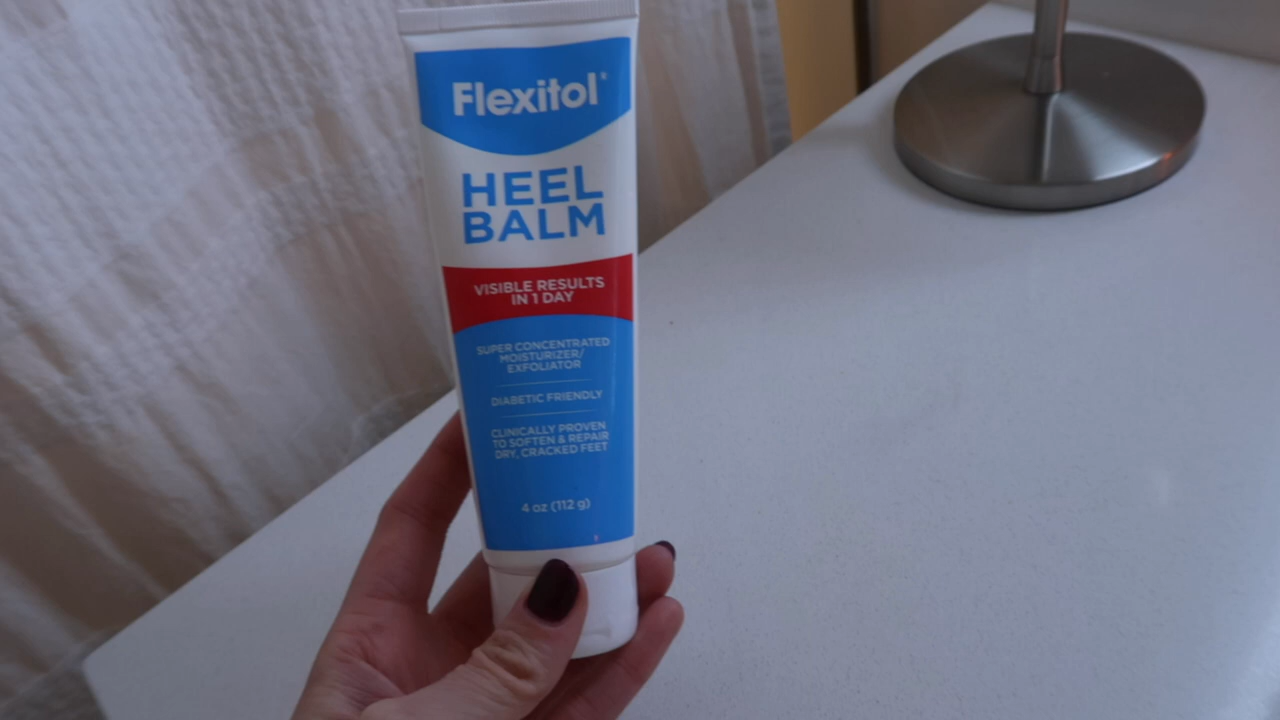 Flexitol®
HEEL
BALM
VISIBLE RESULTS
IN 1 DAY
SUPER CONCENTRATED
MOISTURIZER/
EXFOLIATOR
DIABETIC FRIENDLY
CLINICALLY PROVEN
TO SOFTEN & REPAIR
DRY, CRACKED FEET
4 oz (112 g)